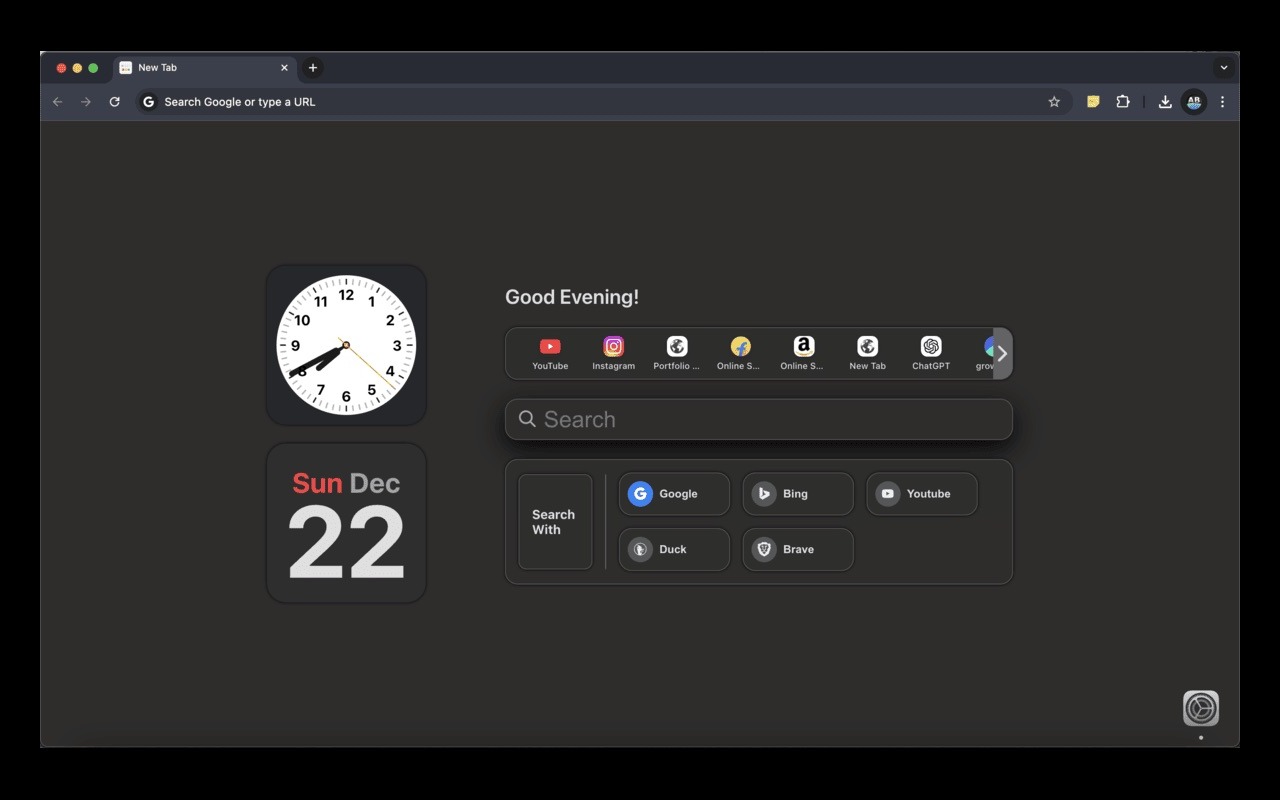 New Tab
Search Google or type a URL
AB
12
11 1
10 2
9 3
8 4
7 5
6
Good Evening!
YouTube Instagram Portfolio ... Online S... Online S... New Tab ChatGPT grow
Search
Sun Dec
22
Search With
Google Bing Youtube
Duck Brave